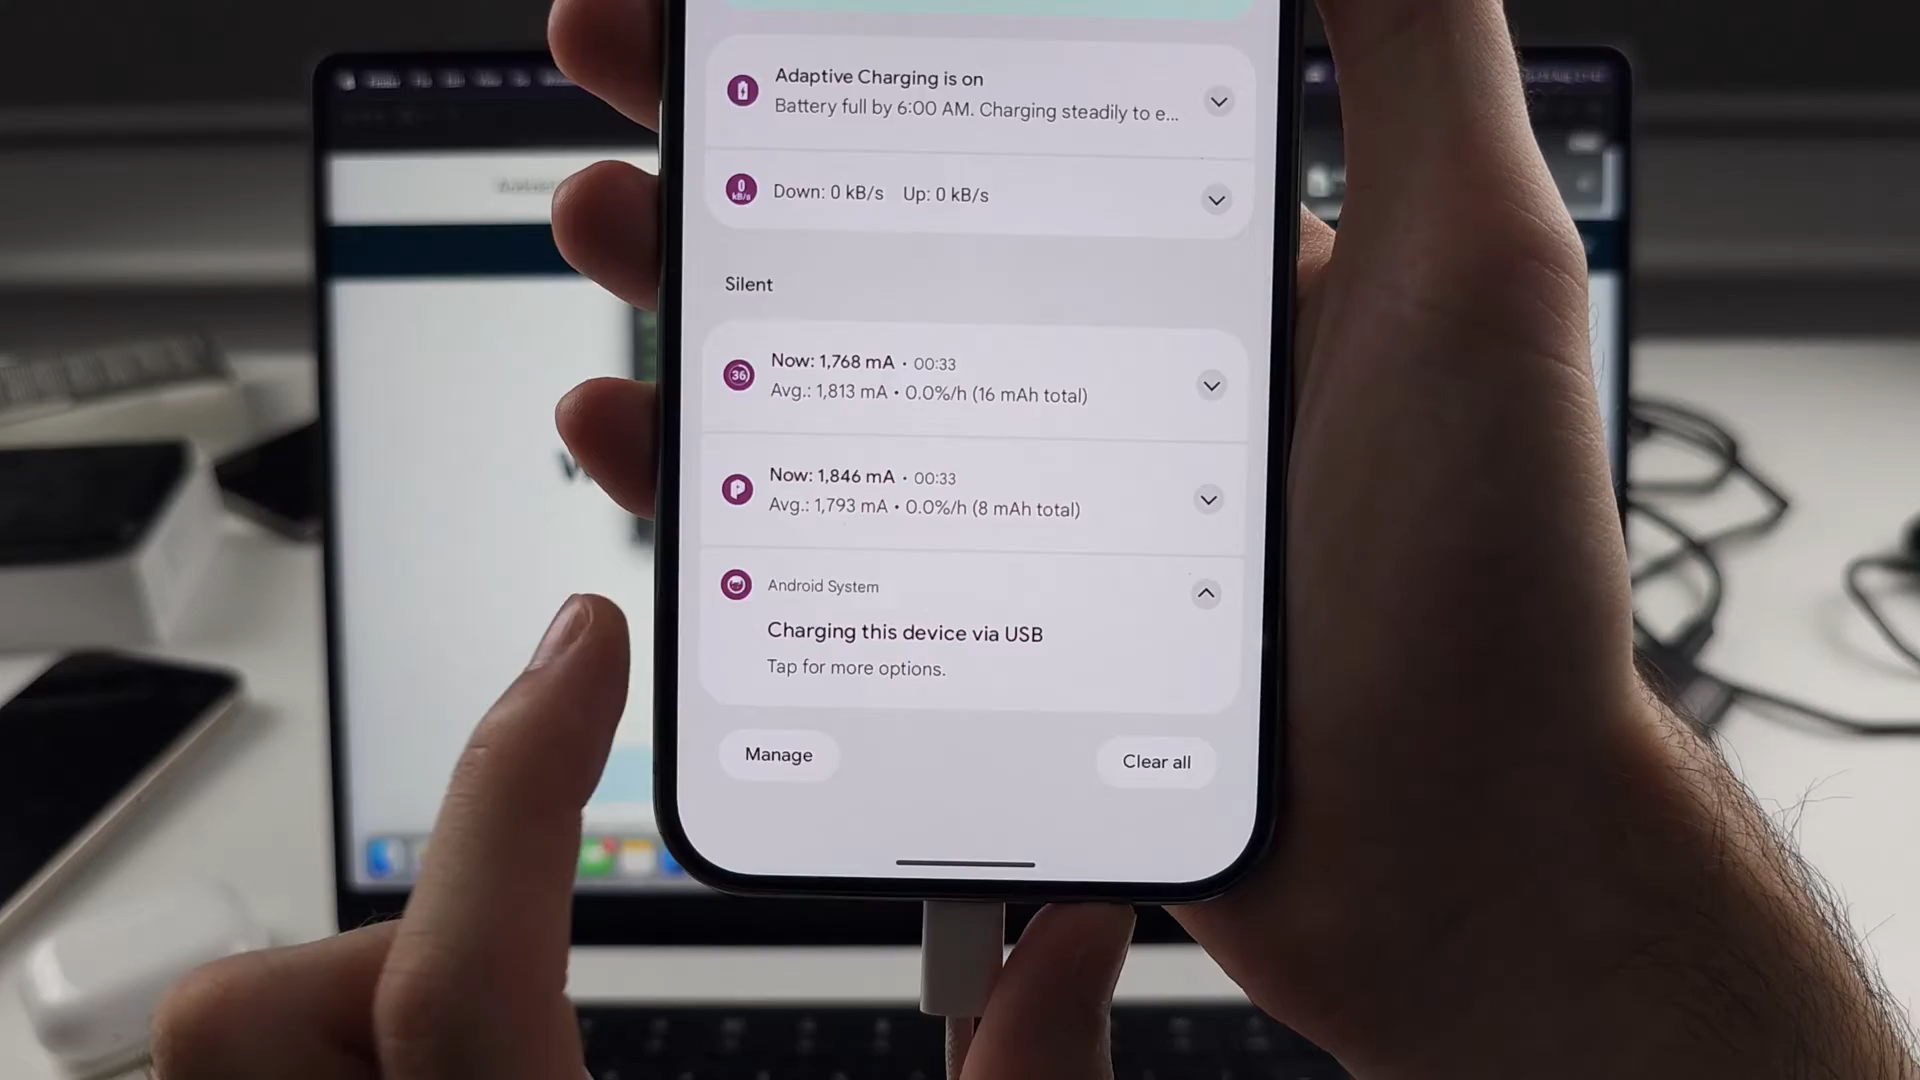 Adaptive Charging is on
Battery full by 6:00 AM. Charging steadily to e...
0 kB/s
Down: 0 kB/s Up: 0 kB/s
Silent
36
Now: 1,768 mA • 00:33
Avg.: 1,813 mA • 0.0%/h (16 mAh total)
Now: 1,846 mA • 00:33
Avg.: 1,793 mA • 0.0%/h (8 mAh total)
Android System
Charging this device via USB
Tap for more options.
Manage
Clear all